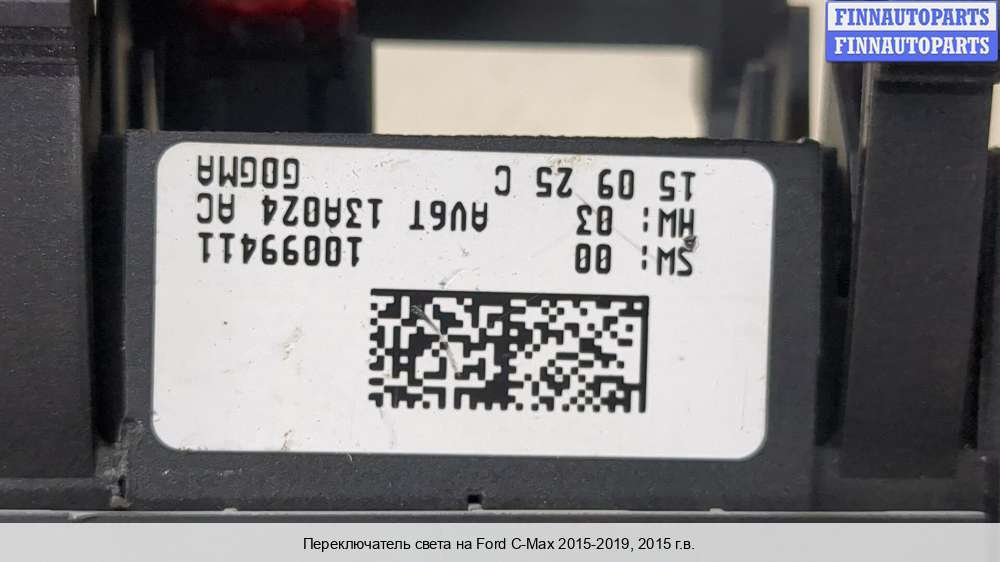 FINNAUTOPARTS
FINNAUTOPARTS
SW: 00 10099411
HW: 03 AV6T 13A024 AC
15 09 25 C G0GMA
Переключатель света на Ford C-Max 2015-2019, 2015 г.в.